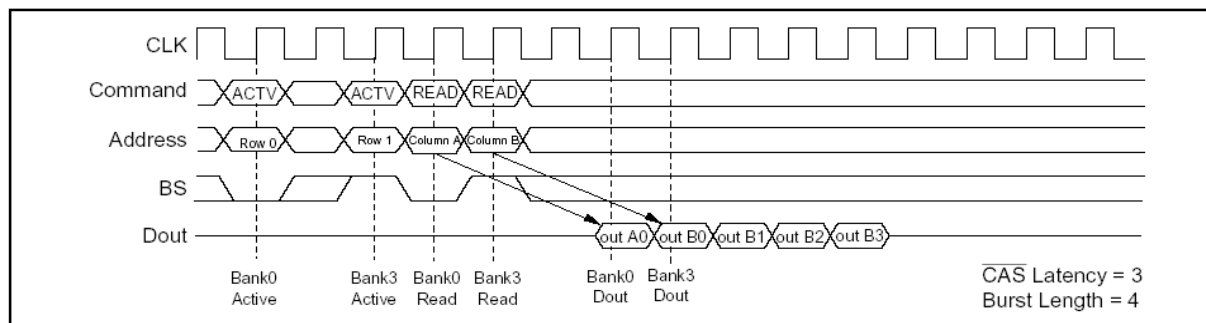 CLK
Command ACTV ACTV READ READ
Address Row 0 Row 1 Column A Column B
BS
Dout out A0 out B0 out B1 out B2 out B3
Bank0 Active
Bank3 Active
Bank0 Read
Bank3 Read
Bank0 Dout
Bank3 Dout
CAS Latency = 3
Burst Length = 4